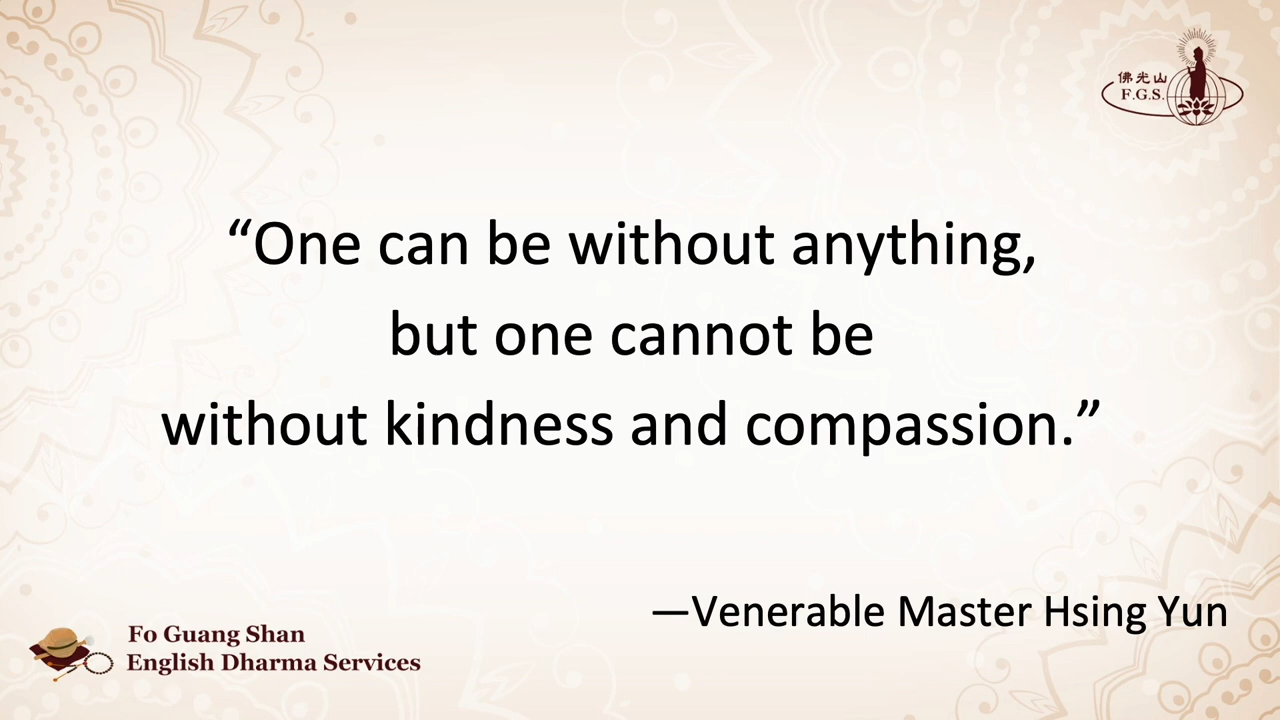 佛光山
F.G.S.
“One can be without anything,
but one cannot be
without kindness and compassion.”
—Venerable Master Hsing Yun
Fo Guang Shan
English Dharma Services